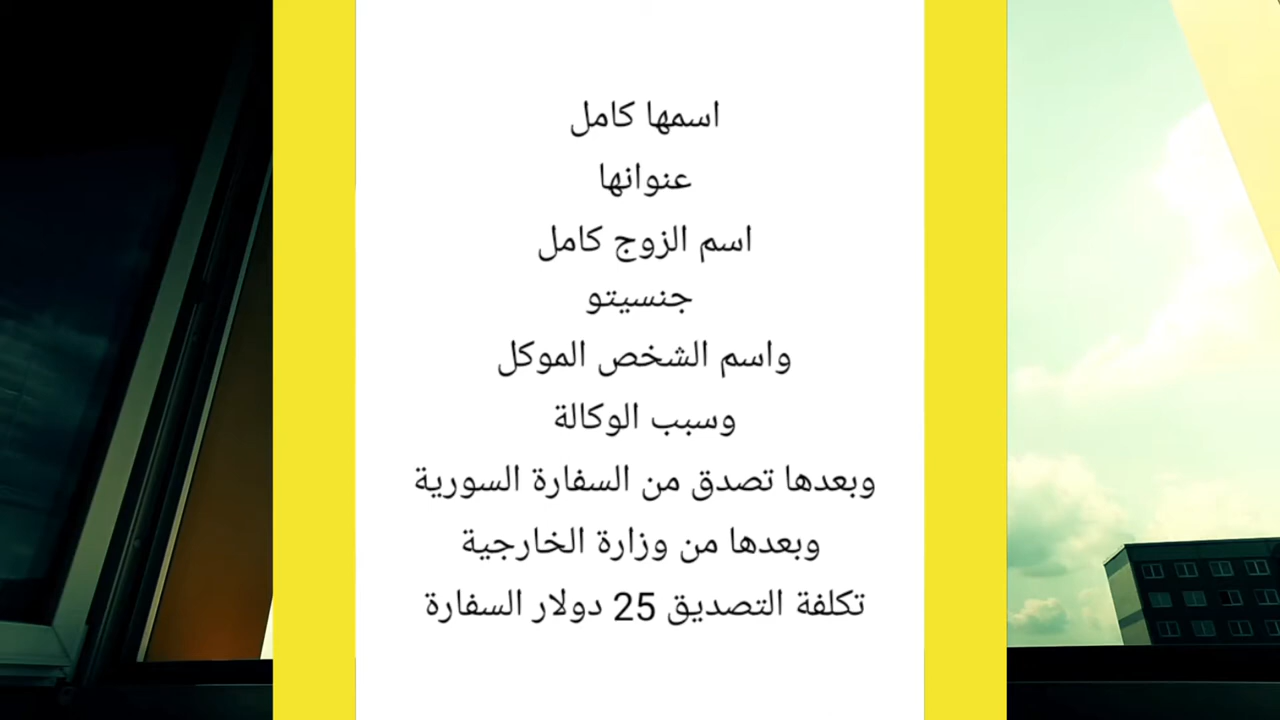 اسمها كامل
عنوانها
اسم الزوج كامل
جنسيتو
واسم الشخص الموكل
وسبب الوكالة
وبعدها تصدق من السفارة السورية
وبعدها من وزارة الخارجية
تكلفة التصديق 25 دولار السفارة